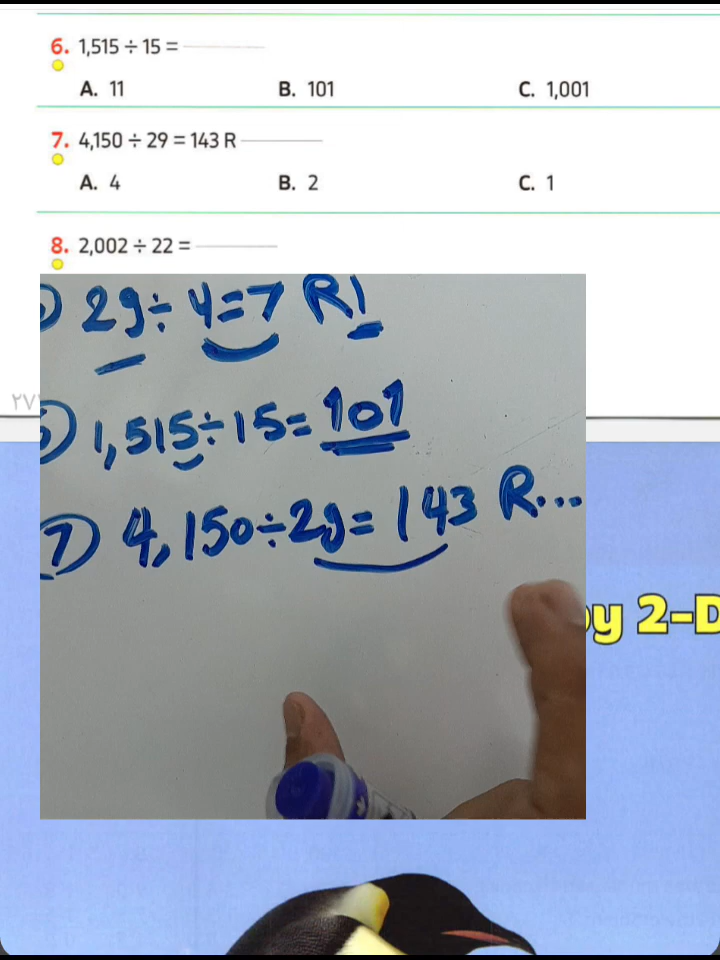 6. 1,515 ÷ 15 =
A. 11 B. 101 C. 1,001
7. 4,150 ÷ 29 = 143 R
A. 4 B. 2 C. 1
8. 2,002 ÷ 22 =
29 ÷ 4 = 7 R1
1,515 ÷ 15 = 101
7 4,150 ÷ 29 = 143 R...
٢٧
y 2-D